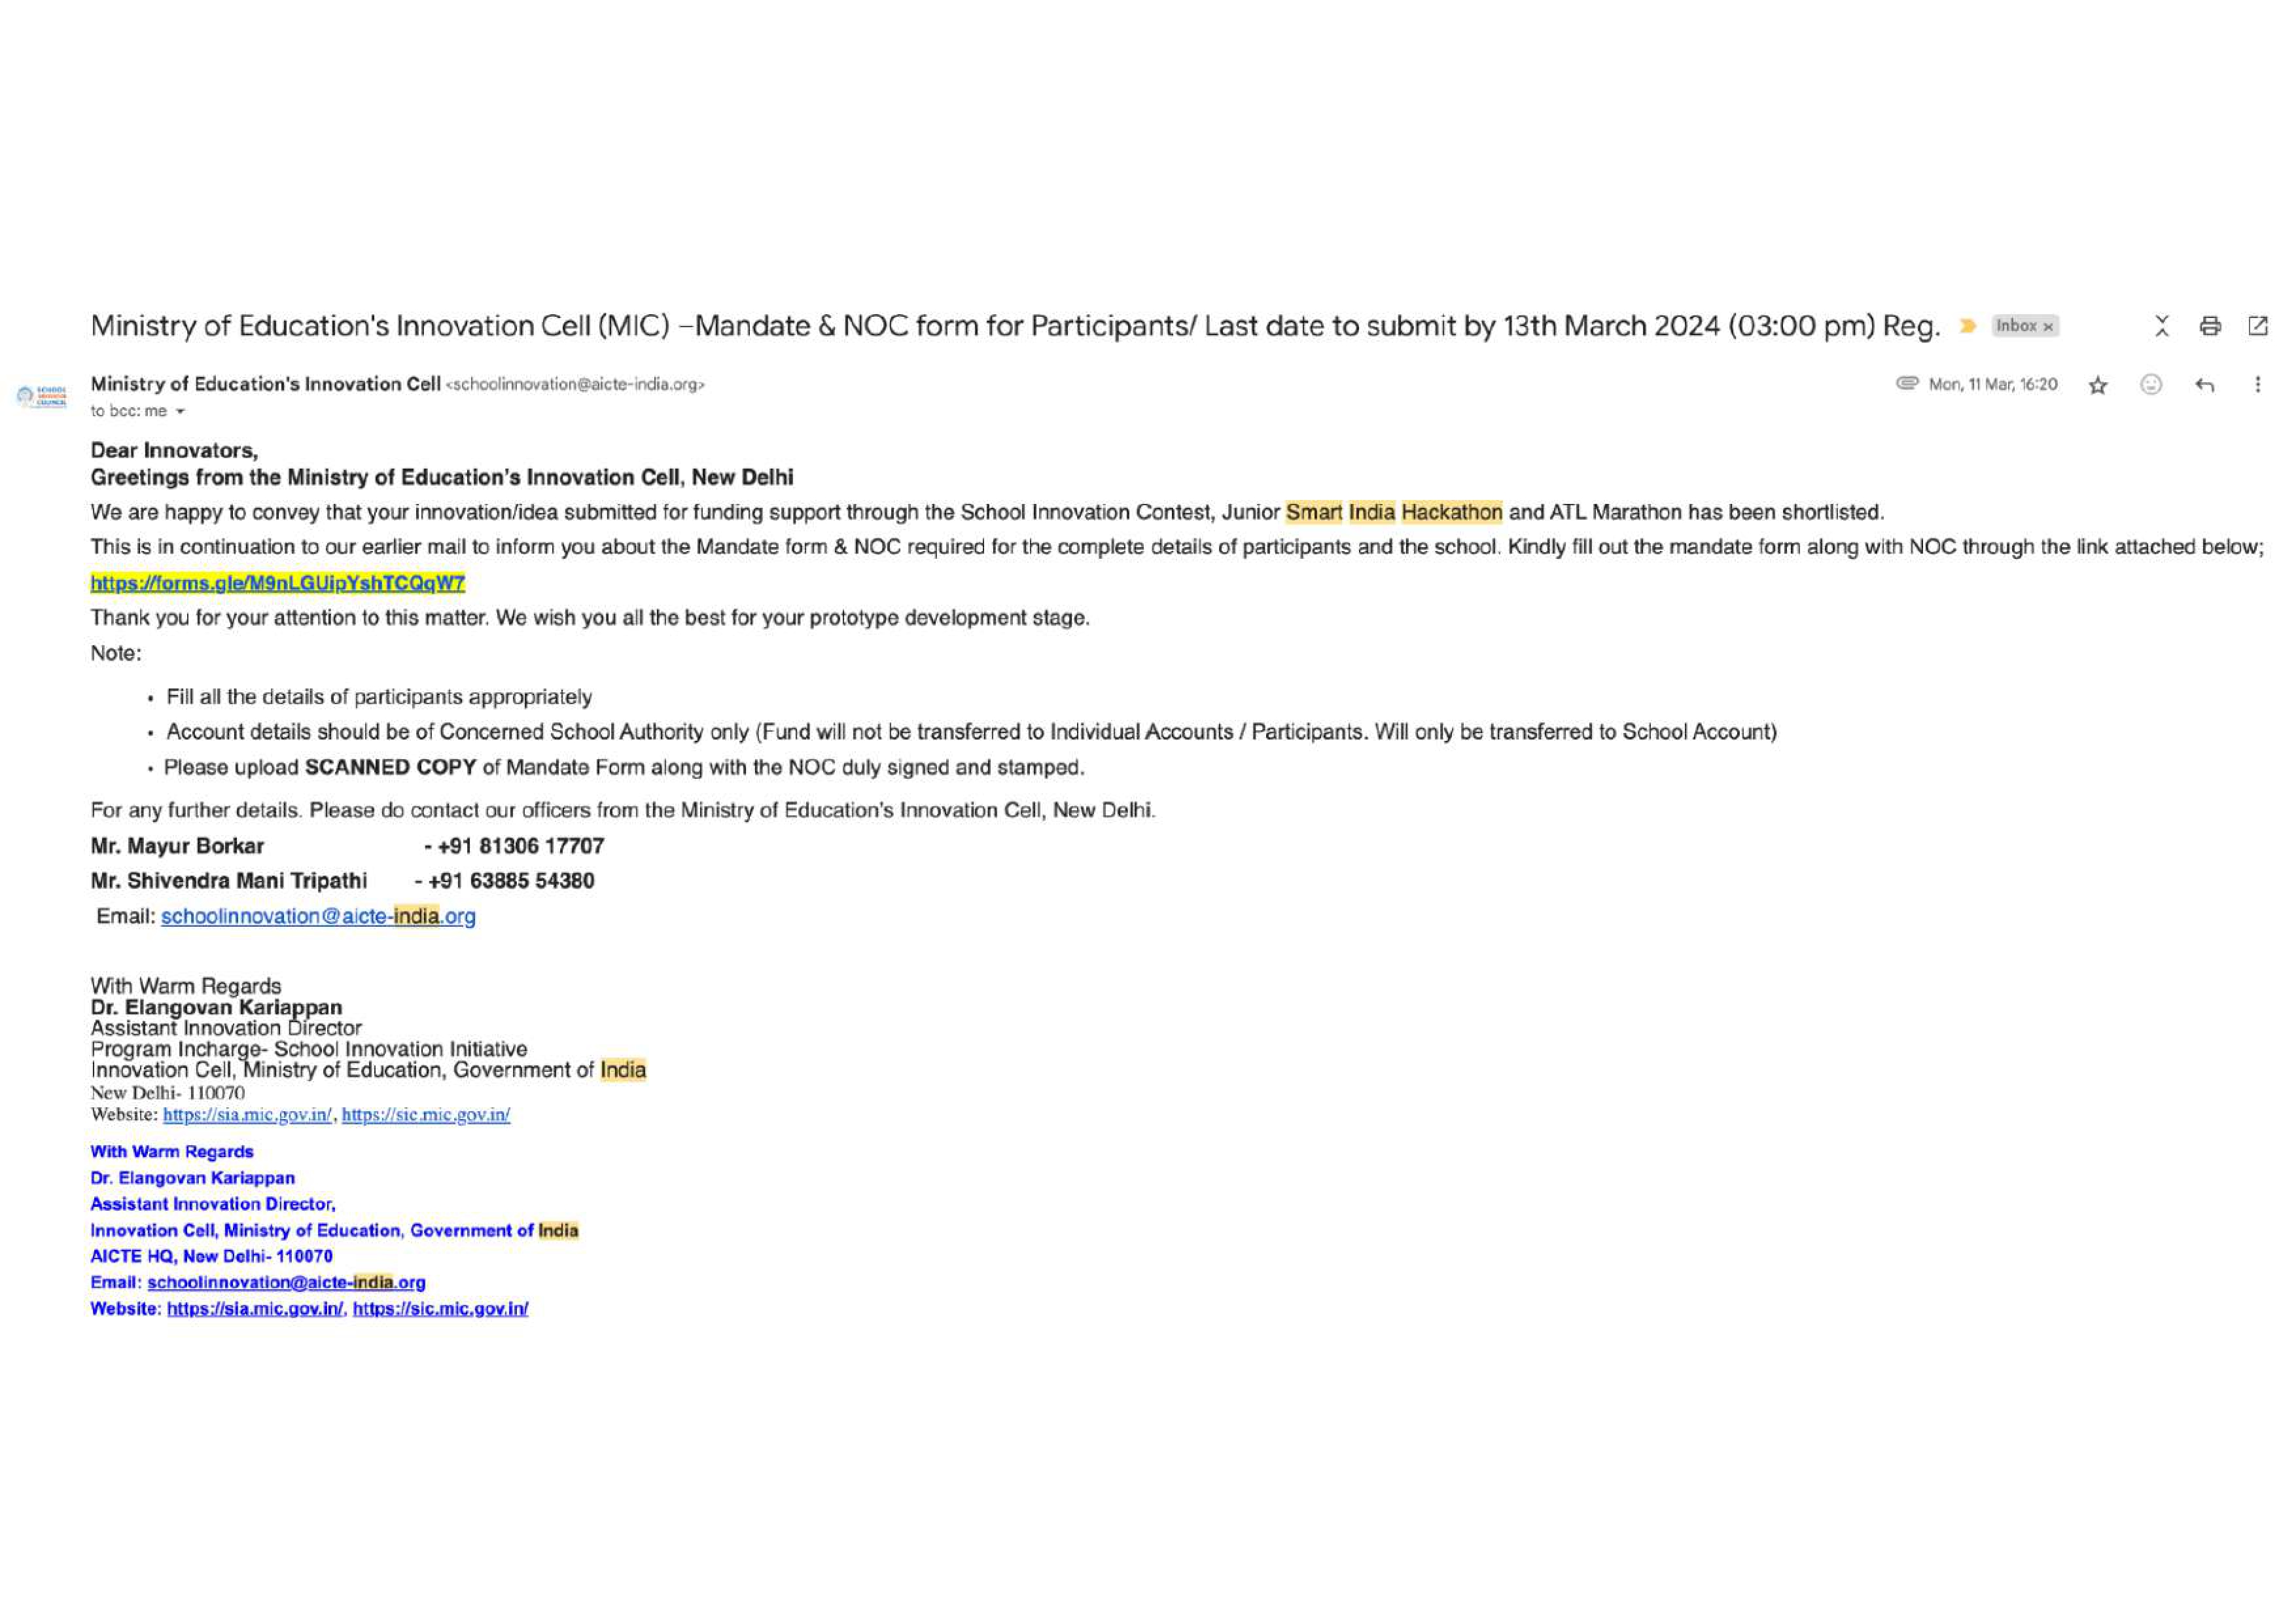 Ministry of Education's Innovation Cell (MIC) –Mandate & NOC form for Participants/ Last date to submit by 13th March 2024 (03:00 pm) Reg. Inbox ×
SCHOOL
COUNCIL
Ministry of Education's Innovation Cell <schoolinnovation@aicte-india.org> Mon, 11 Mar, 16:20
to bcc: me
Dear Innovators,
Greetings from the Ministry of Education's Innovation Cell, New Delhi
We are happy to convey that your innovation/idea submitted for funding support through the School Innovation Contest, Junior Smart India Hackathon and ATL Marathon has been shortlisted.
This is in continuation to our earlier mail to inform you about the Mandate form & NOC required for the complete details of participants and the school. Kindly fill out the mandate form along with NOC through the link attached below;
https://forms.gle/M9nLGUipYshTCQqW7
Thank you for your attention to this matter. We wish you all the best for your prototype development stage.
Note:
• Fill all the details of participants appropriately
• Account details should be of Concerned School Authority only (Fund will not be transferred to Individual Accounts / Participants. Will only be transferred to School Account)
• Please upload SCANNED COPY of Mandate Form along with the NOC duly signed and stamped.
For any further details. Please do contact our officers from the Ministry of Education's Innovation Cell, New Delhi.
Mr. Mayur Borkar - +91 81306 17707
Mr. Shivendra Mani Tripathi - +91 63885 54380
Email: schoolinnovation@aicte-india.org
With Warm Regards
Dr. Elangovan Kariappan
Assistant Innovation Director
Program Incharge- School Innovation Initiative
Innovation Cell, Ministry of Education, Government of India
New Delhi- 110070
Website: https://sia.mic.gov.in/, https://sic.mic.gov.in/
With Warm Regards
Dr. Elangovan Kariappan
Assistant Innovation Director,
Innovation Cell, Ministry of Education, Government of India
AICTE HQ, New Delhi- 110070
Email: schoolinnovation@aicte-india.org
Website: https://sia.mic.gov.in/, https://sic.mic.gov.in/